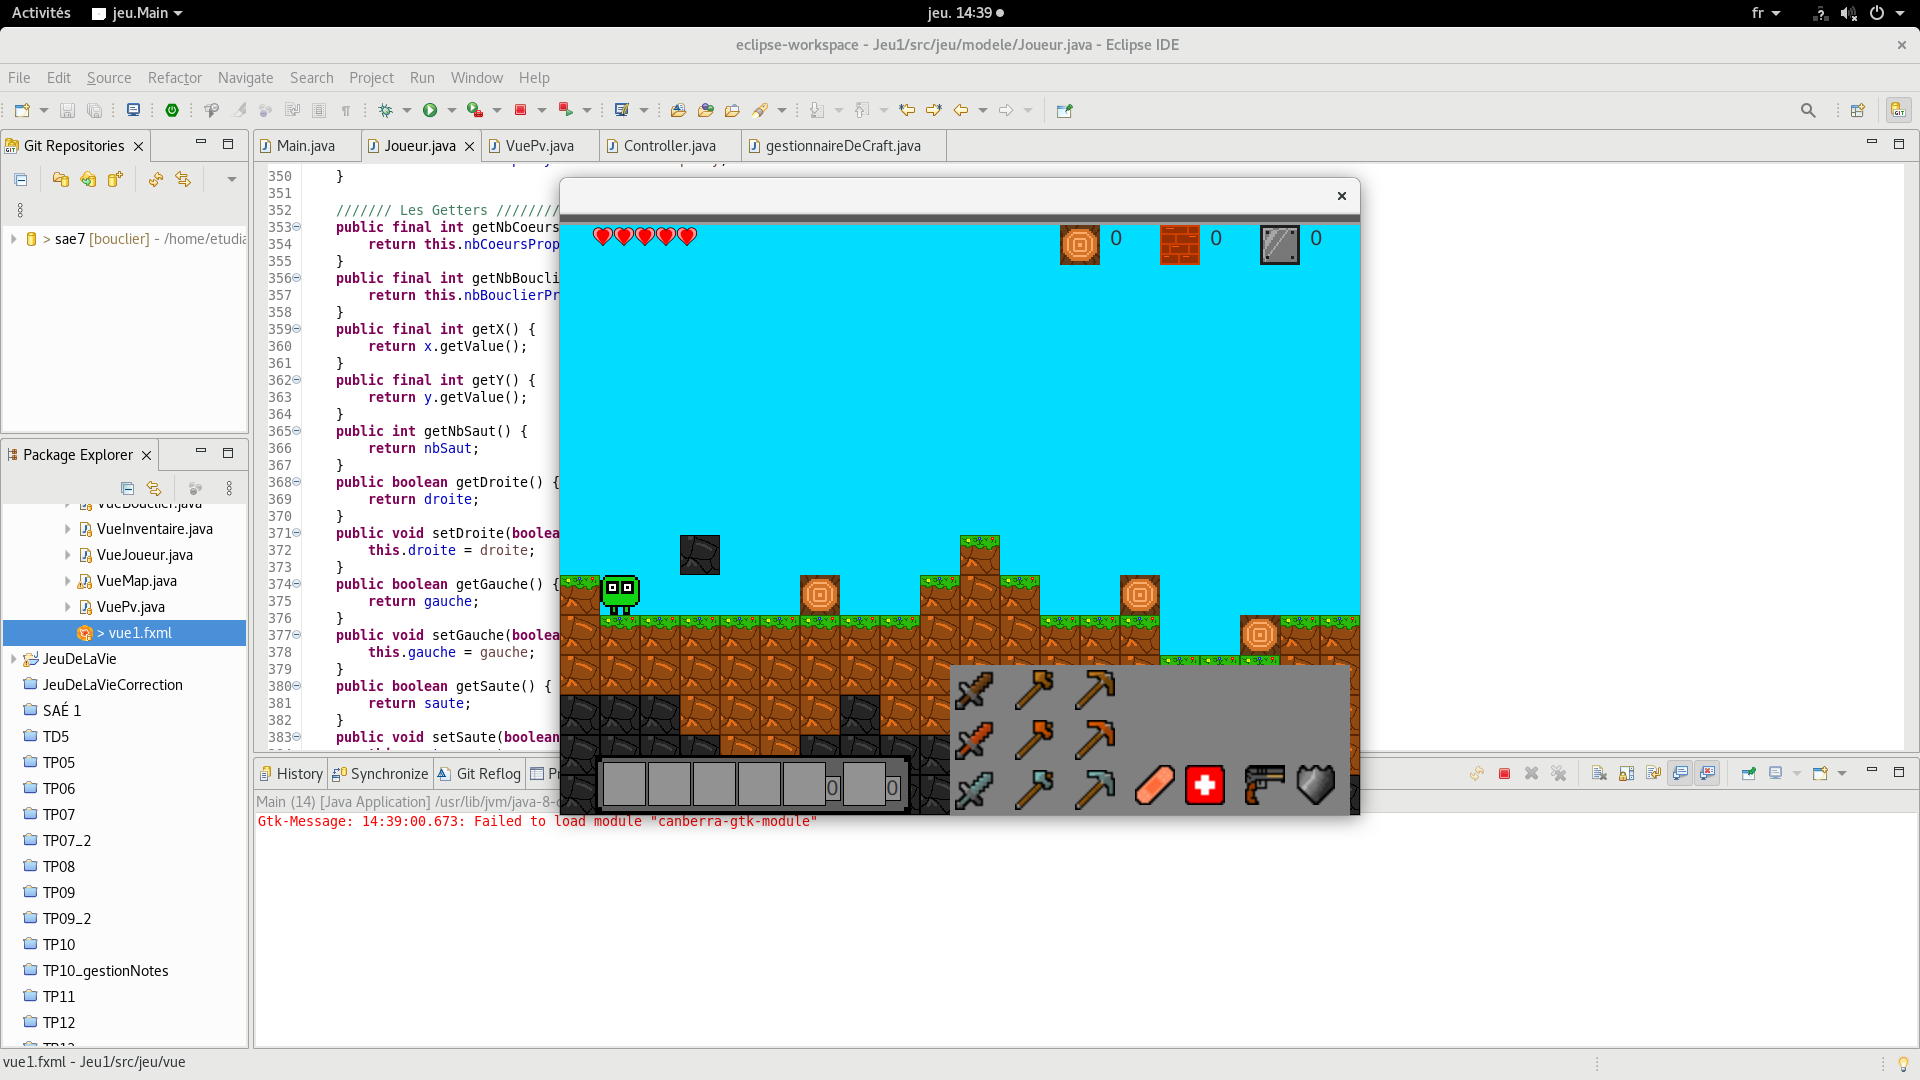 Activités jeu.Main jeu. 14:39 fr
eclipse-workspace - Jeu1/src/jeu/modele/Joueur.java - Eclipse IDE
File Edit Source Refactor Navigate Search Project Run Window Help
Git Repositories
> sae7 [bouclier] - /home/etudia
Package Explorer
VueBouclier.java
VueInventaire.java
VueJoueur.java
VueMap.java
VuePv.java
> vue1.fxml
JeuDeLaVie
JeuDeLaVieCorrection
SAÉ 1
TD5
TP05
TP06
TP07
TP07_2
TP08
TP09
TP09_2
TP10
TP10_gestionNotes
TP11
TP12
Main.java Joueur.java VuePv.java Controller.java gestionnaireDeCraft.java
350 }
351
352 /////// Les Getters /////////
353 public final int getNbCoeurs
354 return this.nbCoeursProp
355 }
356 public final int getNbBoucli
357 return this.nbBouclierPr
358 }
359 public final int getX() {
360 return x.getValue();
361 }
362 public final int getY() {
363 return y.getValue();
364 }
365 public int getNbSaut() {
366 return nbSaut;
367 }
368 public boolean getDroite() {
369 return droite;
370 }
371 public void setDroite(boolea
372 this.droite = droite;
373 }
374 public boolean getGauche() {
375 return gauche;
376 }
377 public void setGauche(boolea
378 this.gauche = gauche;
379 }
380 public boolean getSaute() {
381 return saute;
382 }
383 public void setSaute(boolean
0 0 0
0 0
History Synchronize Git Reflog Pr
Main (14) [Java Application] /usr/lib/jvm/java-8-o
Gtk-Message: 14:39:00.673: Failed to load module "canberra-gtk-module"
vue1.fxml - Jeu1/src/jeu/vue